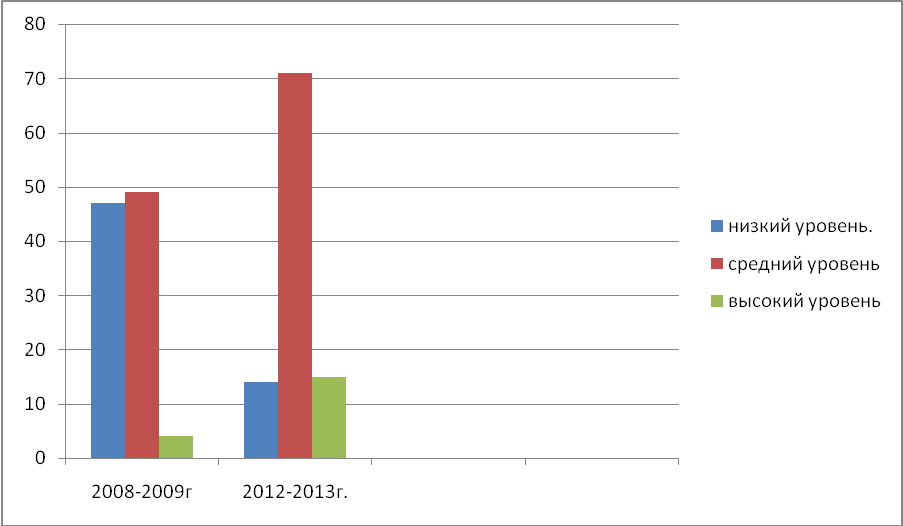 80
70
60
50
40
30
20
10
0
2008-2009г
2012-2013г.
низкий уровень.
средний уровень
высокий уровень